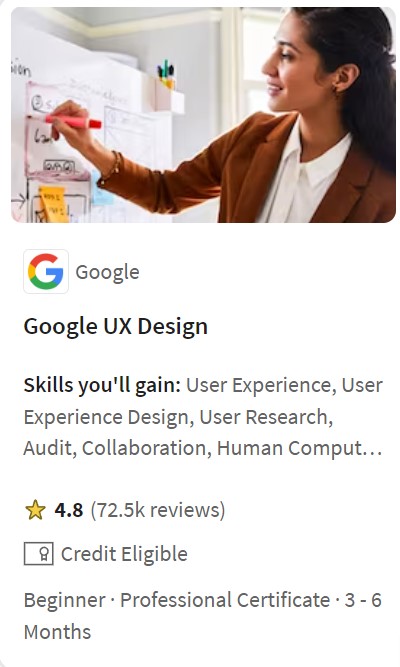 Google
Google UX Design
Skills you'll gain: User Experience, User
Experience Design, User Research,
Audit, Collaboration, Human Comput…
4.8 (72.5k reviews)
Credit Eligible
Beginner · Professional Certificate · 3 - 6
Months